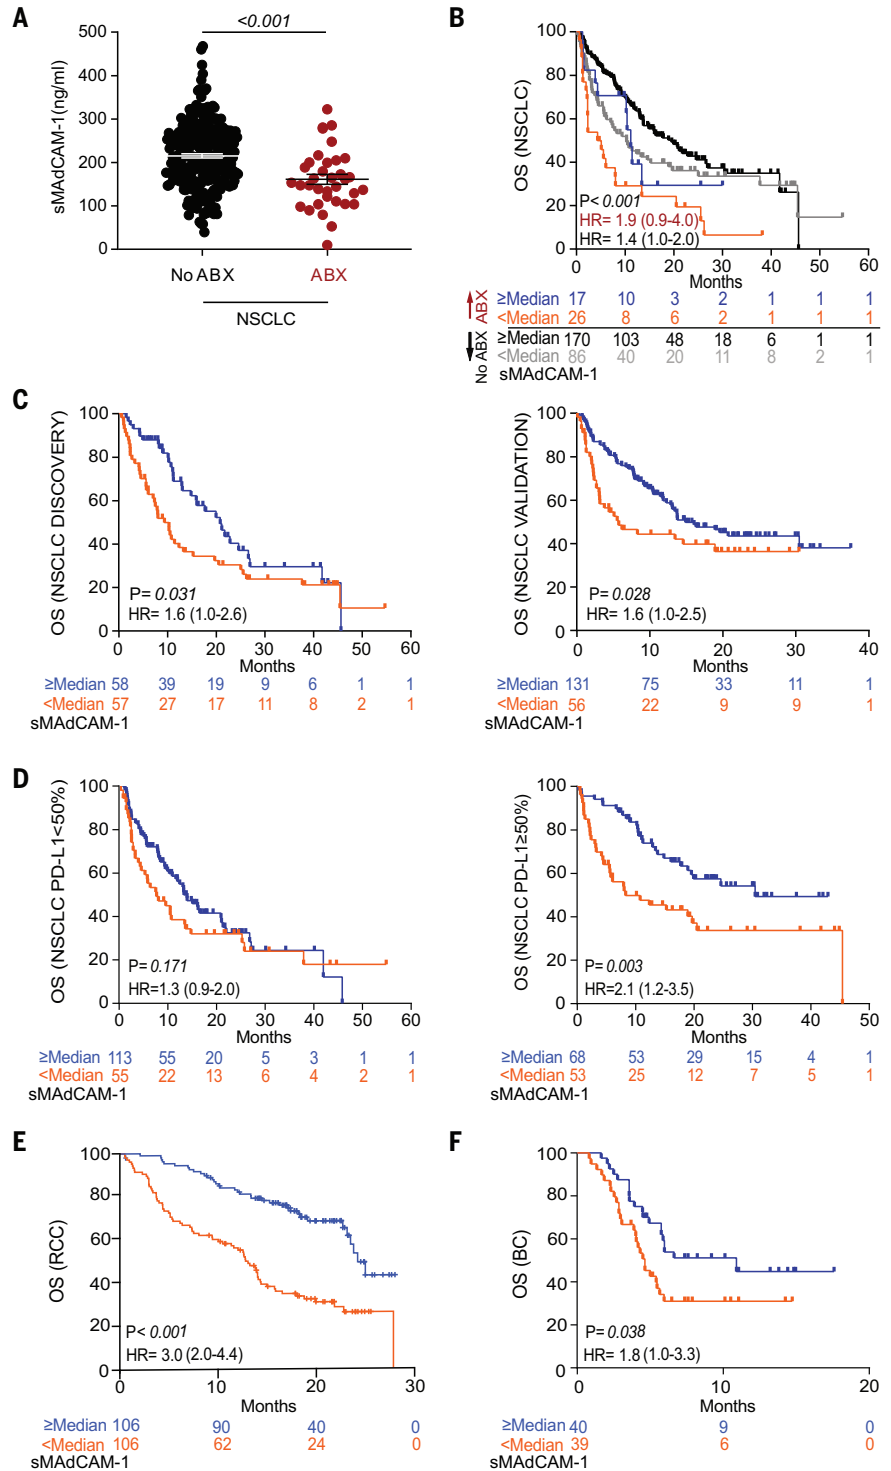 A
<0.001
sMAdCAM-1(ng/ml)
500
400
300
200
100
0
No ABX
ABX
NSCLC
B
OS (NSCLC)
100
80
60
40
20
0
P< 0.001
HR= 1.9 (0.9-4.0)
HR= 1.4 (1.0-2.0)
0 10 20 30 40 50 60
Months
ABX
≥Median 17 10 3 2 1 1 1
<Median 26 8 6 2 1 1 1
No ABX
≥Median 170 103 48 18 6 1 1
<Median 86 40 20 11 8 2 1
sMAdCAM-1
C
OS (NSCLC DISCOVERY)
100
80
60
40
20
0
P= 0.031
HR= 1.6 (1.0-2.6)
0 10 20 30 40 50 60
Months
≥Median 58 39 19 9 6 1 1
<Median 57 27 17 11 8 2 1
sMAdCAM-1
OS (NSCLC VALIDATION)
100
80
60
40
20
0
P= 0.028
HR= 1.6 (1.0-2.5)
0 10 20 30 40
Months
≥Median 131 75 33 11 1
<Median 56 22 9 9 1
sMAdCAM-1
D
OS (NSCLC PD-L1<50%)
100
80
60
40
20
0
P= 0.171
HR=1.3 (0.9-2.0)
0 10 20 30 40 50 60
Months
≥Median 113 55 20 5 3 1 1
<Median 55 22 13 6 4 2 1
sMAdCAM-1
OS (NSCLC PD-L1≥50%)
100
80
60
40
20
0
P= 0.003
HR=2.1 (1.2-3.5)
0 10 20 30 40 50
Months
≥Median 68 53 29 15 4 1
<Median 53 25 12 7 5 1
sMAdCAM-1
E
OS (RCC)
100
80
60
40
20
0
P< 0.001
HR= 3.0 (2.0-4.4)
0 10 20 30
Months
≥Median 106 90 40 0
<Median 106 62 24 0
sMAdCAM-1
F
OS (BC)
100
80
60
40
20
0
P= 0.038
HR= 1.8 (1.0-3.3)
0 10 20
Months
≥Median 40 9 0
<Median 39 6 0
sMAdCAM-1